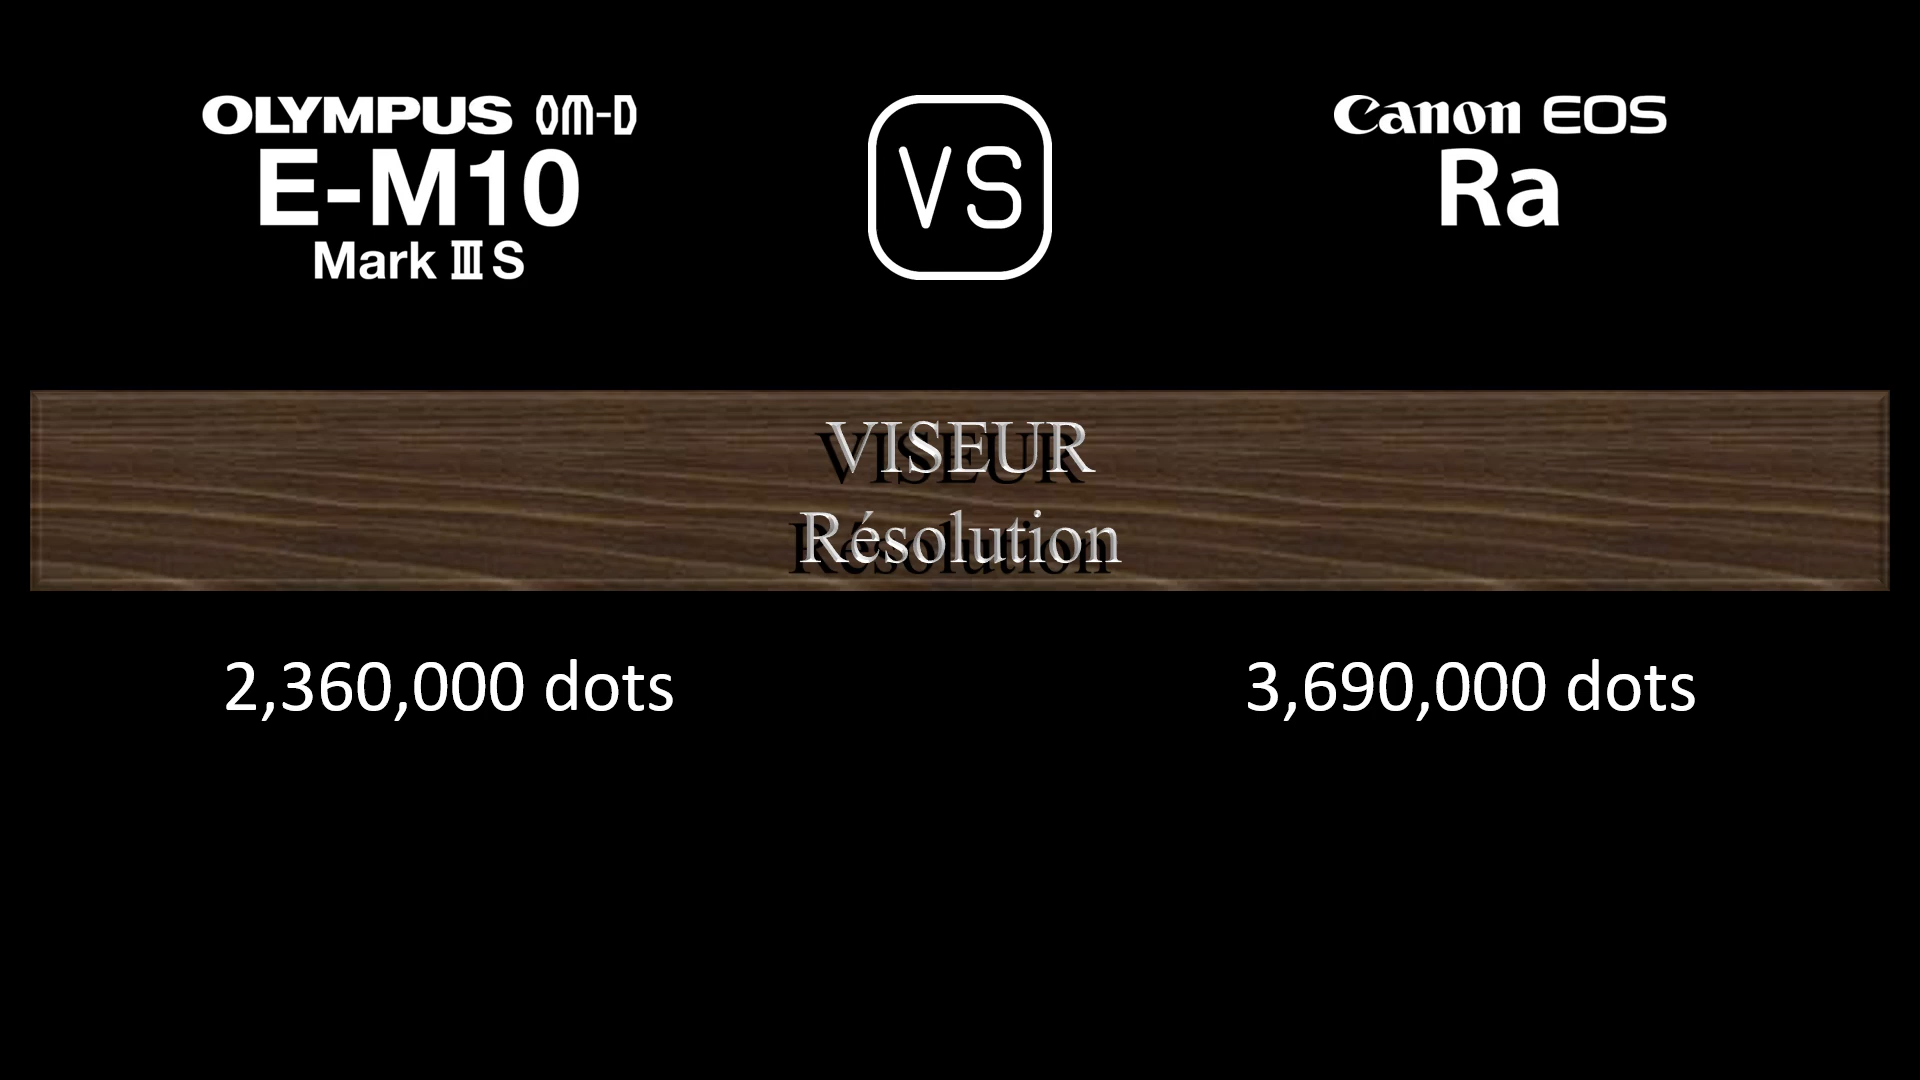 OLYMPUS OM-D
E-M10
Mark III S
VS
Canon EOS
Ra
VISEUR
Résolution
2,360,000 dots
3,690,000 dots